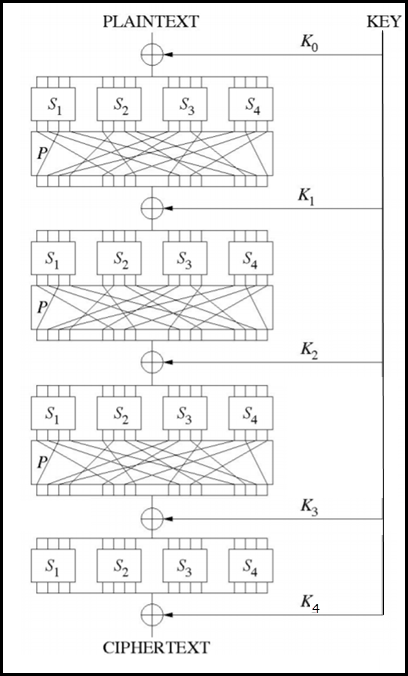 PLAINTEXT KEY
K0
S1 S2 S3 S4
P
K1
S1 S2 S3 S4
P
K2
S1 S2 S3 S4
P
K3
S1 S2 S3 S4
K4
CIPHERTEXT